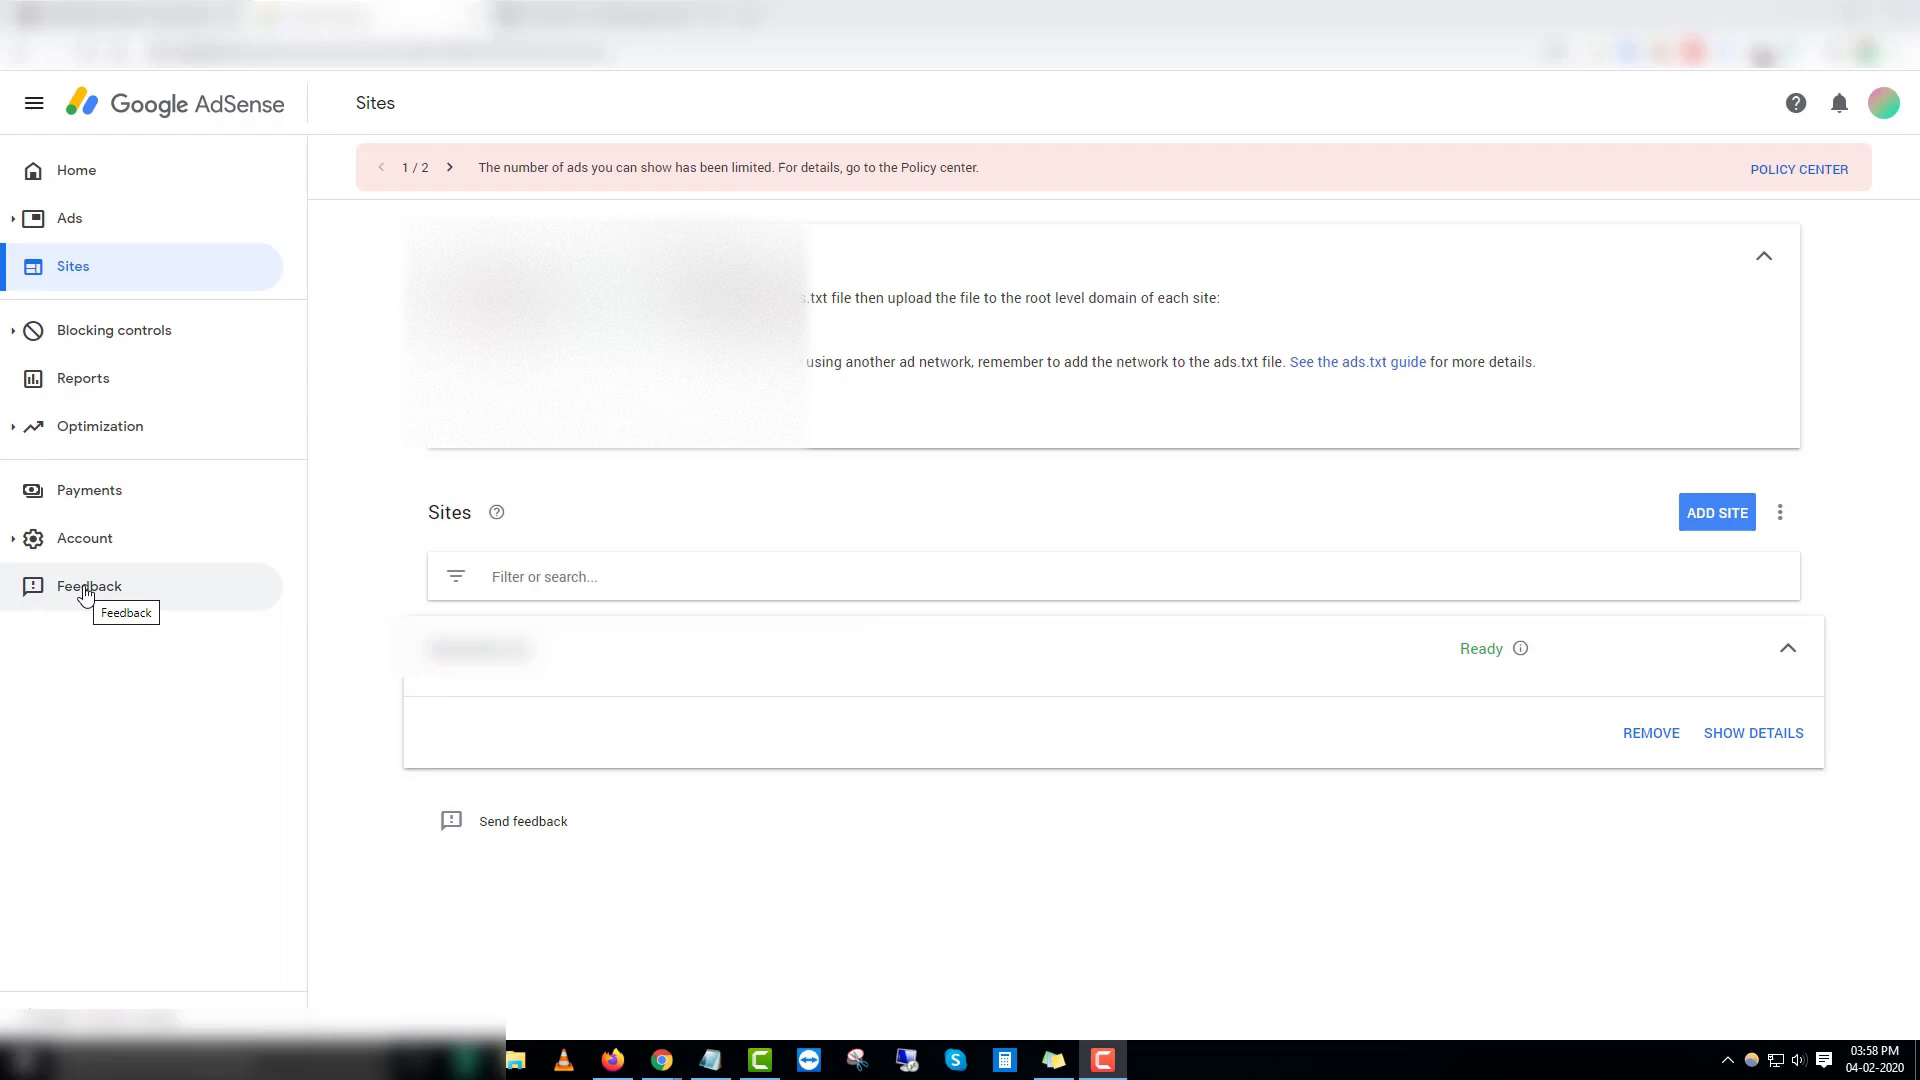 Google AdSense
Sites
Home
Ads
Sites
Blocking controls
Reports
Optimization
Payments
Account
Feedback
Feedback
1 / 2
The number of ads you can show has been limited. For details, go to the Policy center.
POLICY CENTER
.txt file then upload the file to the root level domain of each site:
using another ad network, remember to add the network to the ads.txt file. See the ads.txt guide for more details.
Sites
ADD SITE
Filter or search...
Ready
REMOVE
SHOW DETAILS
Send feedback
03:58 PM
04-02-2020